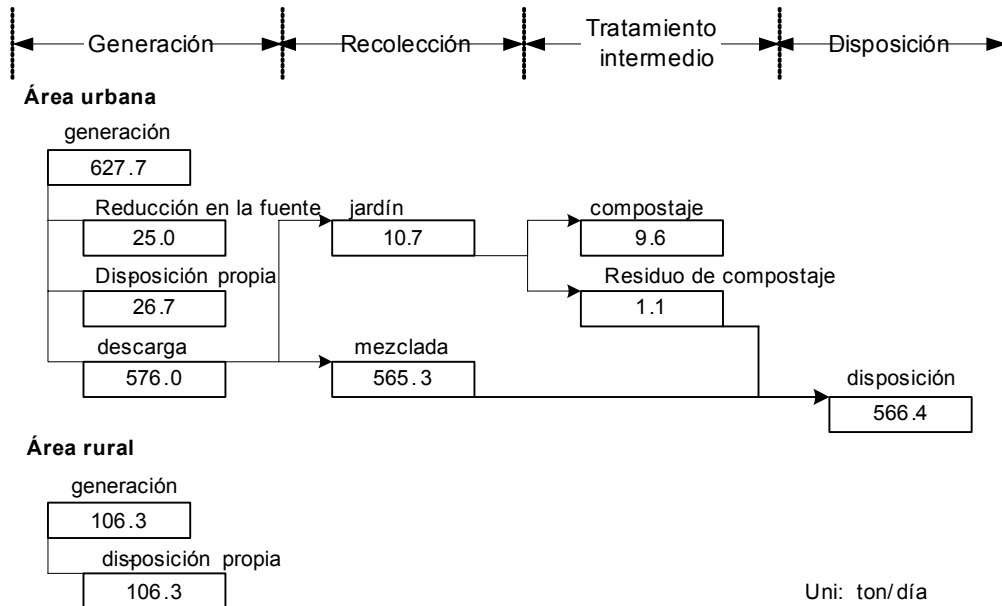 Generación Recolección Tratamiento intermedio Disposición
Área urbana
generación
627.7
Reducción en la fuente jardín compostaje
25.0 10.7 9.6
Disposición propia Residuo de compostaje
26.7 1.1
descarga mezclada
576.0 565.3
disposición
566.4
Área rural
generación
106.3
disposición propia
106.3
Uni: ton/día